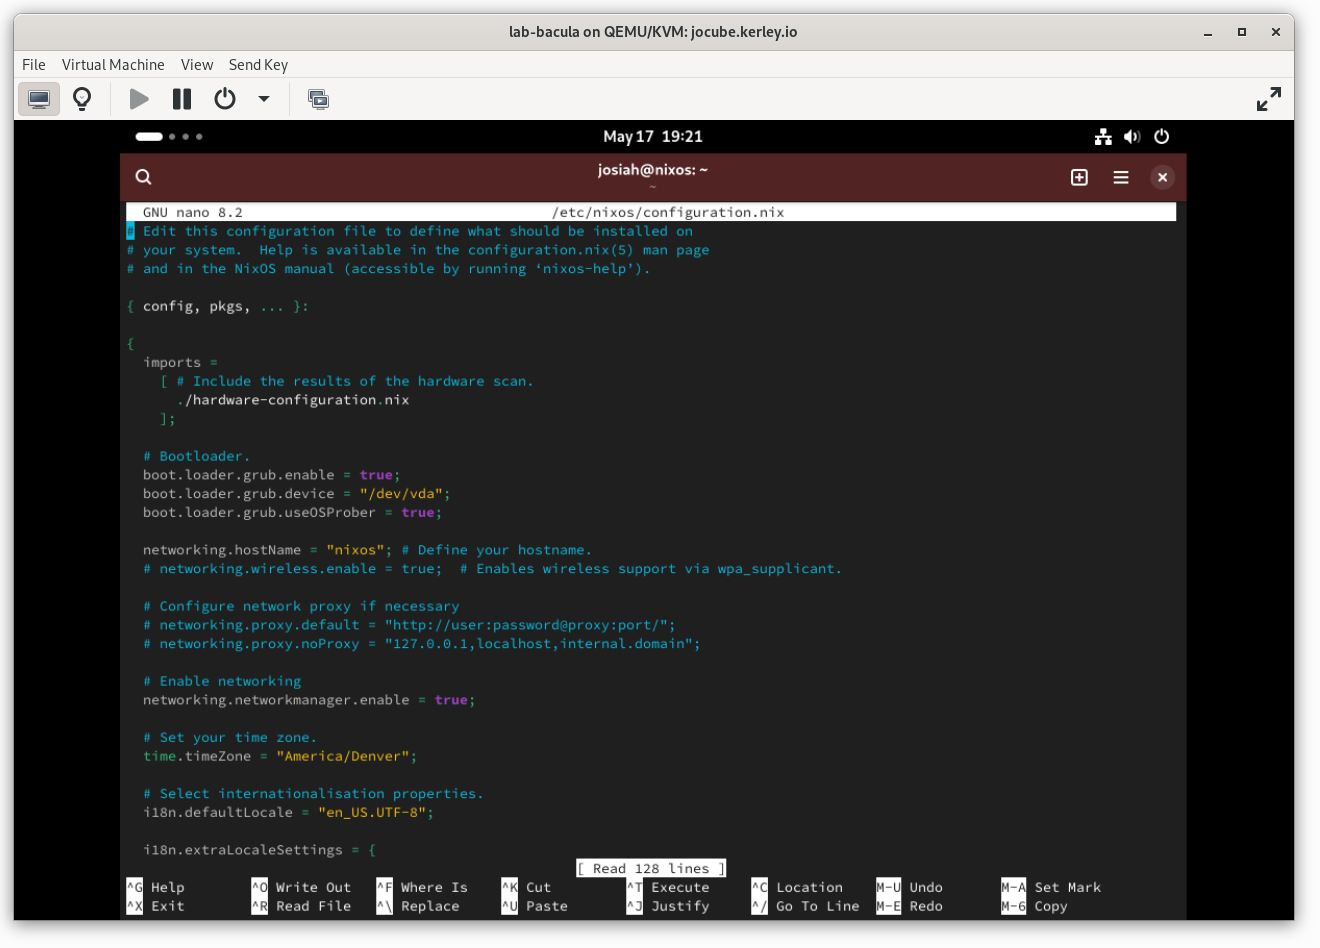 lab-bacula on QEMU/KVM: jocube.kerley.io
File Virtual Machine View Send Key
May 17 19:21
josiah@nixos: ~
~
GNU nano 8.2 /etc/nixos/configuration.nix
# Edit this configuration file to define what should be installed on
# your system.  Help is available in the configuration.nix(5) man page
# and in the NixOS manual (accessible by running ‘nixos-help’).
{ config, pkgs, ... }:
{
  imports =
    [ # Include the results of the hardware scan.
      ./hardware-configuration.nix
    ];
  # Bootloader.
  boot.loader.grub.enable = true;
  boot.loader.grub.device = "/dev/vda";
  boot.loader.grub.useOSProber = true;
  networking.hostName = "nixos"; # Define your hostname.
  # networking.wireless.enable = true;  # Enables wireless support via wpa_supplicant.
  # Configure network proxy if necessary
  # networking.proxy.default = "http://user:password@proxy:port/";
  # networking.proxy.noProxy = "127.0.0.1,localhost,internal.domain";
  # Enable networking
  networking.networkmanager.enable = true;
  # Set your time zone.
  time.timeZone = "America/Denver";
  # Select internationalisation properties.
  i18n.defaultLocale = "en_US.UTF-8";
  i18n.extraLocaleSettings = {
[ Read 128 lines ]
^G Help ^O Write Out ^F Where Is ^K Cut ^T Execute ^C Location M-U Undo M-A Set Mark
^X Exit ^R Read File ^\ Replace ^U Paste ^J Justify ^/ Go To Line M-E Redo M-6 Copy